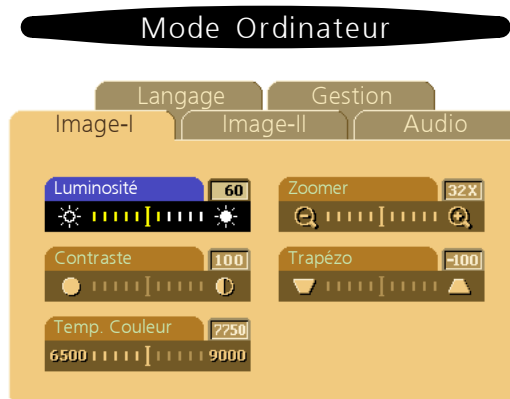 Mode Ordinateur
Langage Gestion
Image-I Image-II Audio
Luminosité 60 Zoomer 32X
Contraste 100 Trapézo -100
Temp. Couleur 7750
6500 9000